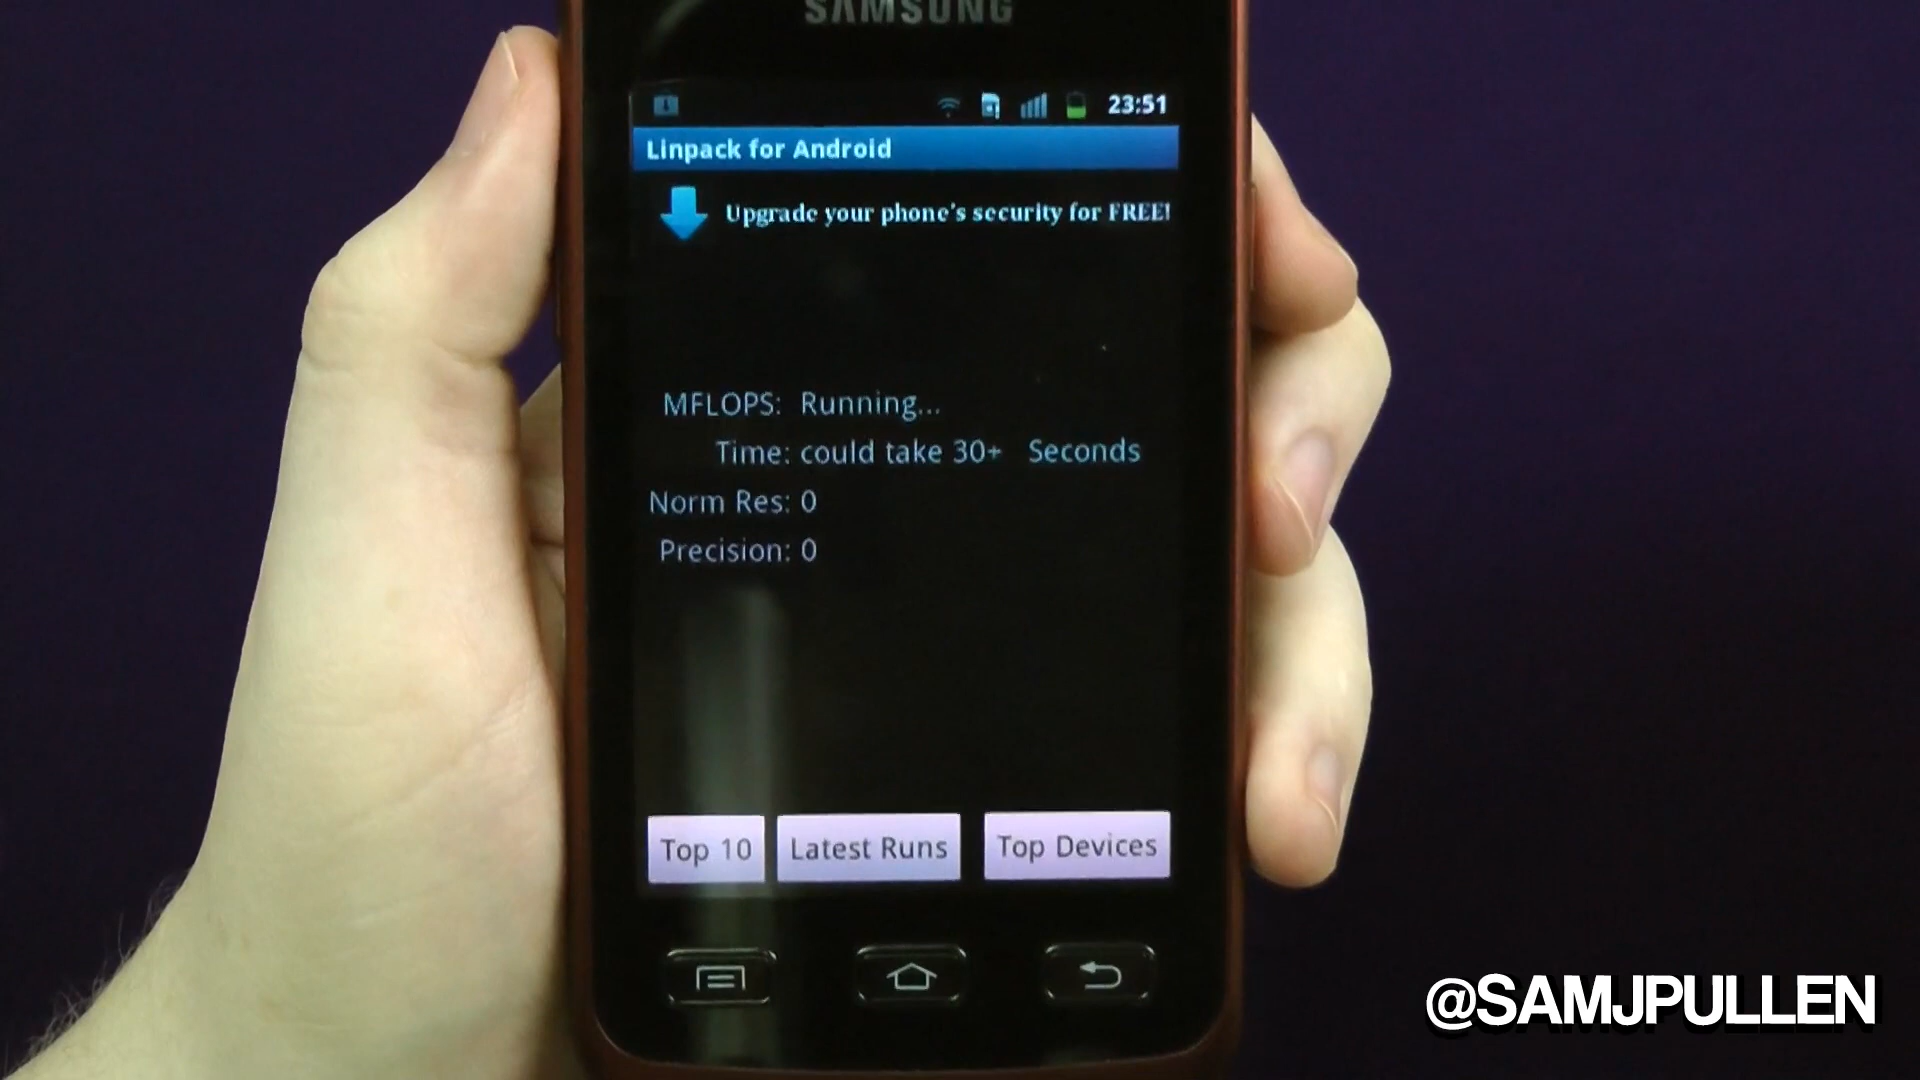 SAMSUNG
23:51
Linpack for Android
Upgrade your phone's security for FREE!
MFLOPS: Running...
Time: could take 30+ Seconds
Norm Res: 0
Precision: 0
Top 10 Latest Runs Top Devices
@SAMJPULLEN